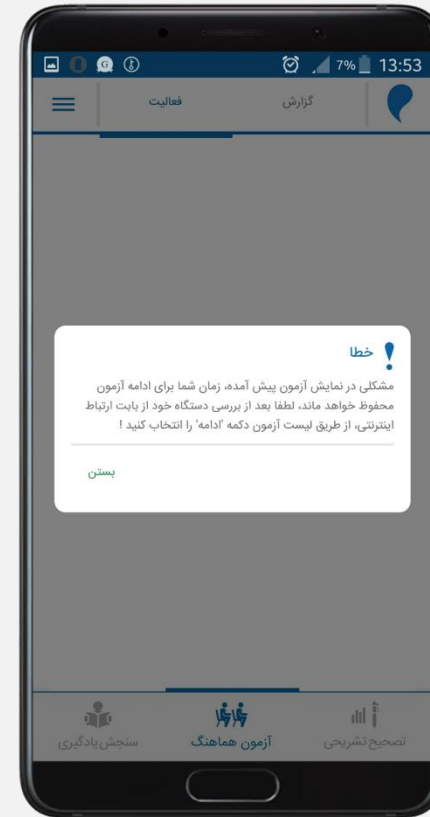 7% 13:53
گزارش
فعالیت
خطا
مشکلی در نمایش آزمون پیش آمده، زمان شما برای ادامه آزمون
محفوظ خواهد ماند، لطفا بعد از بررسی دستگاه خود از بابت ارتباط
اینترنتی، از طریق لیست آزمون دکمه 'ادامه' را انتخاب کنید !
بستن
تصحیح تشریحی
آزمون هماهنگ
سنجش یادگیری